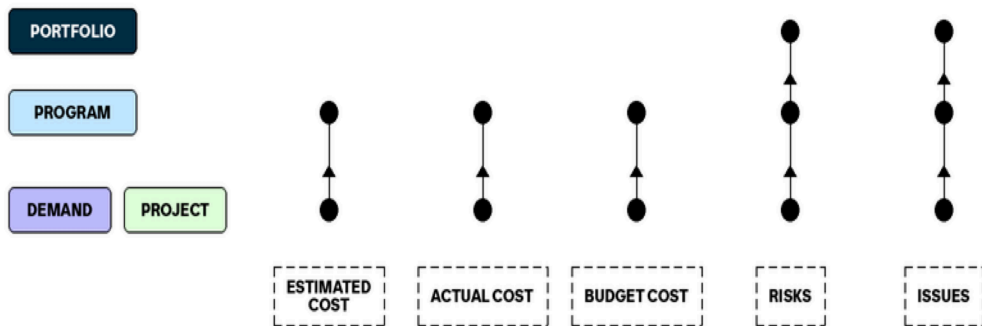 PORTFOLIO
PROGRAM
DEMAND PROJECT
ESTIMATED
COST
ACTUAL COST
BUDGET COST
RISKS
ISSUES